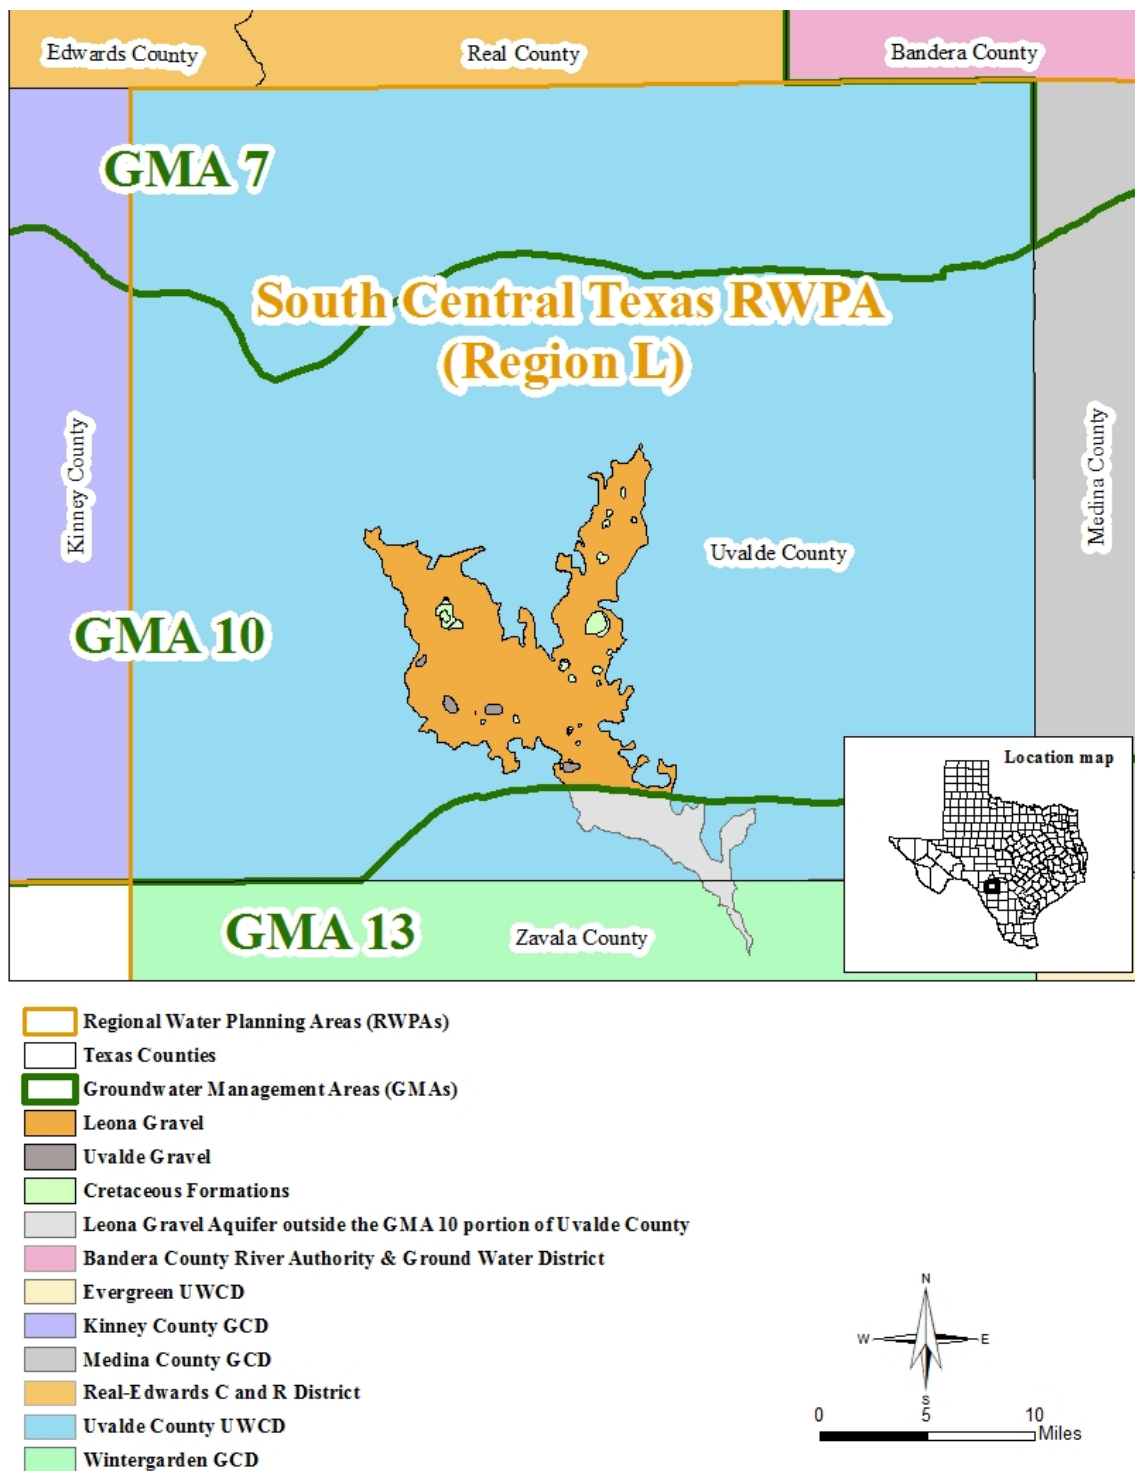 Edwards County
Real County
Bandera County
GMA 7
South Central Texas RWPA
(Region L)
Kinney County
Medina County
Uvalde County
GMA 10
Location map
GMA 13
Zavala County
Regional Water Planning Areas (RWPAs)
Texas Counties
Groundwater Management Areas (GMAs)
Leona Gravel
Uvalde Gravel
Cretaceous Formations
Leona Gravel Aquifer outside the GMA 10 portion of Uvalde County
Bandera County River Authority & Ground Water District
Evergreen UWCD
Kinney County GCD
Medina County GCD
Real-Edwards C and R District
Uvalde County UWCD
Wintergarden GCD
N
W E
S
0 5 10
Miles